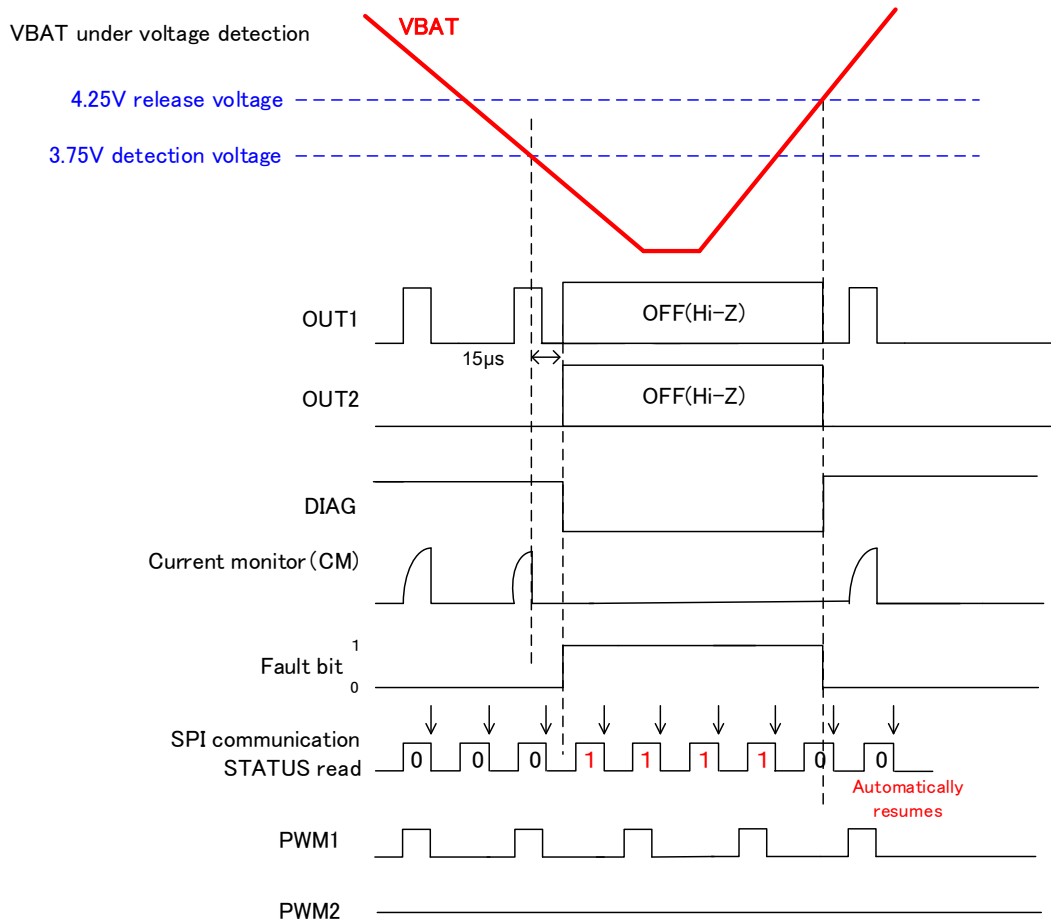 VBAT under voltage detection
VBAT
4.25V release voltage
3.75V detection voltage
OUT1
OFF(Hi-Z)
15μs
OUT2
OFF(Hi-Z)
DIAG
Current monitor(CM)
Fault bit
1
0
SPI communication
STATUS read
0 0 0 1 1 1 1 0 0
Automatically
resumes
PWM1
PWM2